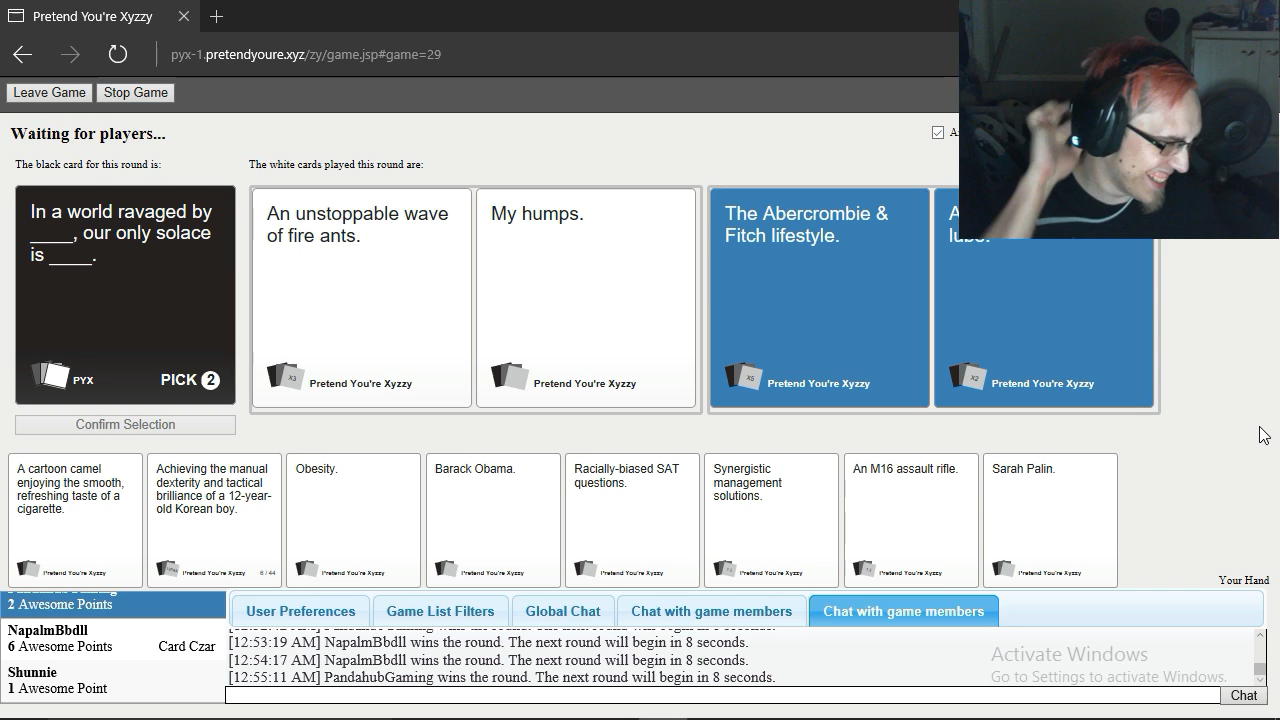 Pretend You're Xyzzy
pyx-1.pretendyoure.xyz/zy/game.jsp#game=29
Leave Game
Stop Game
Waiting for players...
The black card for this round is:
The white cards played this round are:
In a world ravaged by
____, our only solace
is ____.
PYX
PICK 2
An unstoppable wave
of fire ants.
X3
Pretend You're Xyzzy
My humps.
Pretend You're Xyzzy
The Abercrombie &
Fitch lifestyle.
X5
Pretend You're Xyzzy
X2
Pretend You're Xyzzy
Confirm Selection
A cartoon camel
enjoying the smooth,
refreshing taste of a
cigarette.
Pretend You're Xyzzy
Achieving the manual
dexterity and tactical
brilliance of a 12-year-
old Korean boy.
Pretend You're Xyzzy
6 / 44
Obesity.
Pretend You're Xyzzy
Barack Obama.
Pretend You're Xyzzy
Racially-biased SAT
questions.
Pretend You're Xyzzy
Synergistic
management
solutions.
Pretend You're Xyzzy
An M16 assault rifle.
Pretend You're Xyzzy
Sarah Palin.
Pretend You're Xyzzy
Your Hand
2 Awesome Points
NapalmBbdll
6 Awesome Points
Card Czar
Shunnie
1 Awesome Point
User Preferences
Game List Filters
Global Chat
Chat with game members
Chat with game members
[12:53:19 AM] NapalmBbdll wins the round. The next round will begin in 8 seconds.
[12:54:17 AM] NapalmBbdll wins the round. The next round will begin in 8 seconds.
[12:55:11 AM] PandahubGaming wins the round. The next round will begin in 8 seconds.
Activate Windows
Go to Settings to activate Windows.
Chat